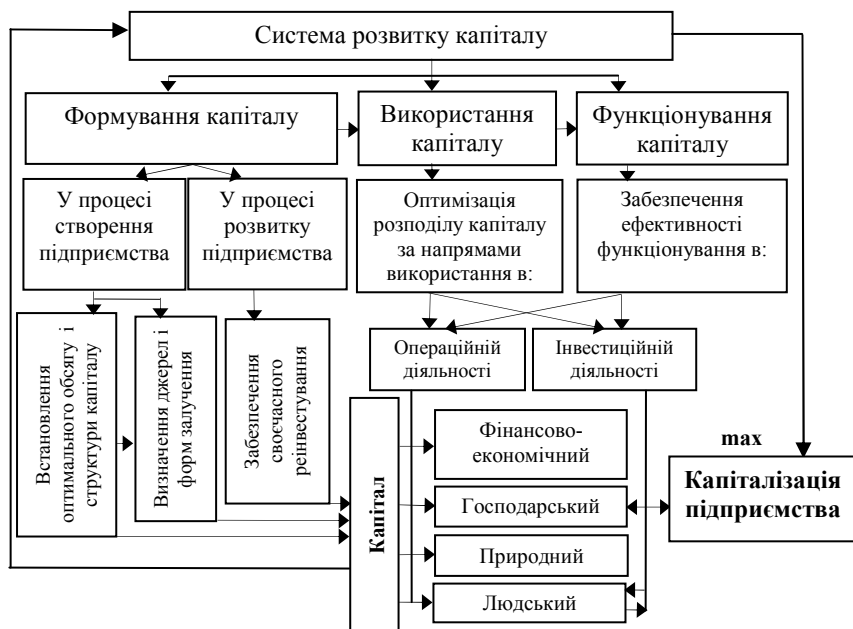 Система розвитку капіталу
Формування капіталу
Використання
капіталу
Функціонування
капіталу
У процесі
створення
підприємства
У процесі
розвитку
підприємства
Оптимізація
розподілу капіталу
за напрямами
використання в:
Забезпечення
ефективності
функціонування в:
Встановлення
оптимального обсягу і
структури капіталу
Визначення джерел і
форм залучення
Забезпечення
своєчасного
реінвестування
Операційній
діяльності
Інвестиційній
діяльності
Капітал
Фінансово-
економічний
Господарський
Природний
Людський
max
Капіталізація
підприємства